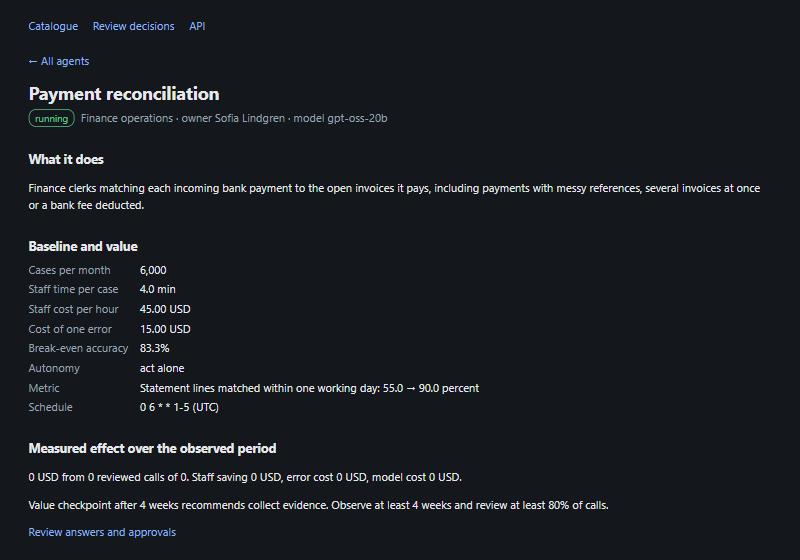 Catalogue Review decisions API
← All agents
Payment reconciliation
running Finance operations · owner Sofia Lindgren · model gpt-oss-20b
What it does
Finance clerks matching each incoming bank payment to the open invoices it pays, including payments with messy references, several invoices at once
or a bank fee deducted.
Baseline and value
Cases per month 6,000
Staff time per case 4.0 min
Staff cost per hour 45.00 USD
Cost of one error 15.00 USD
Break-even accuracy 83.3%
Autonomy act alone
Metric Statement lines matched within one working day: 55.0 → 90.0 percent
Schedule 0 6 * * 1-5 (UTC)
Measured effect over the observed period
0 USD from 0 reviewed calls of 0. Staff saving 0 USD, error cost 0 USD, model cost 0 USD.
Value checkpoint after 4 weeks recommends collect evidence. Observe at least 4 weeks and review at least 80% of calls.
Review answers and approvals